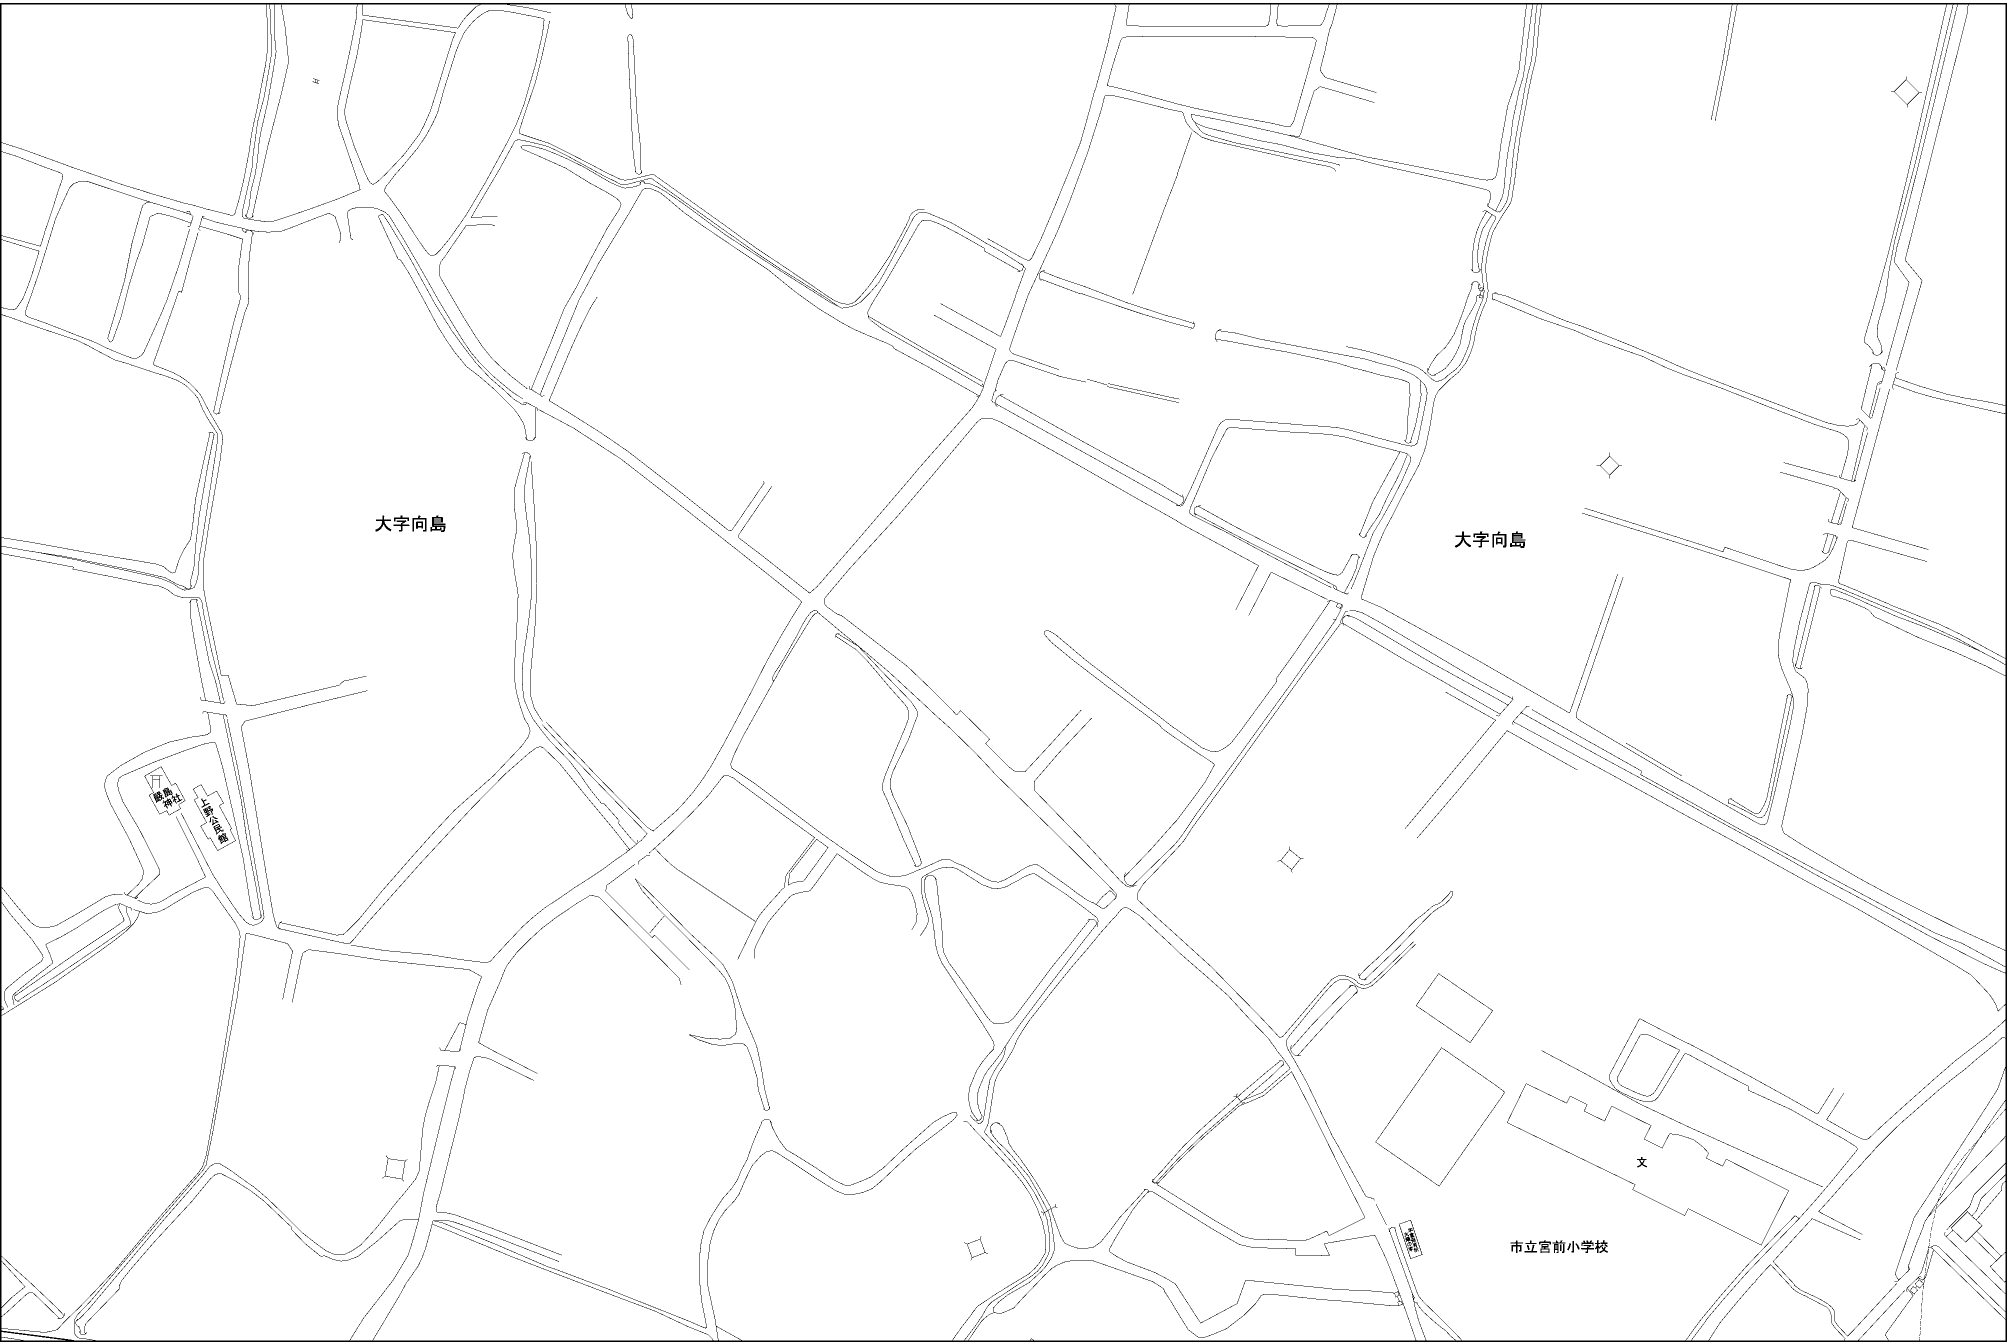 大字向島
大字向島
厳島
神社
上野公民館
文
市立宮前小学校